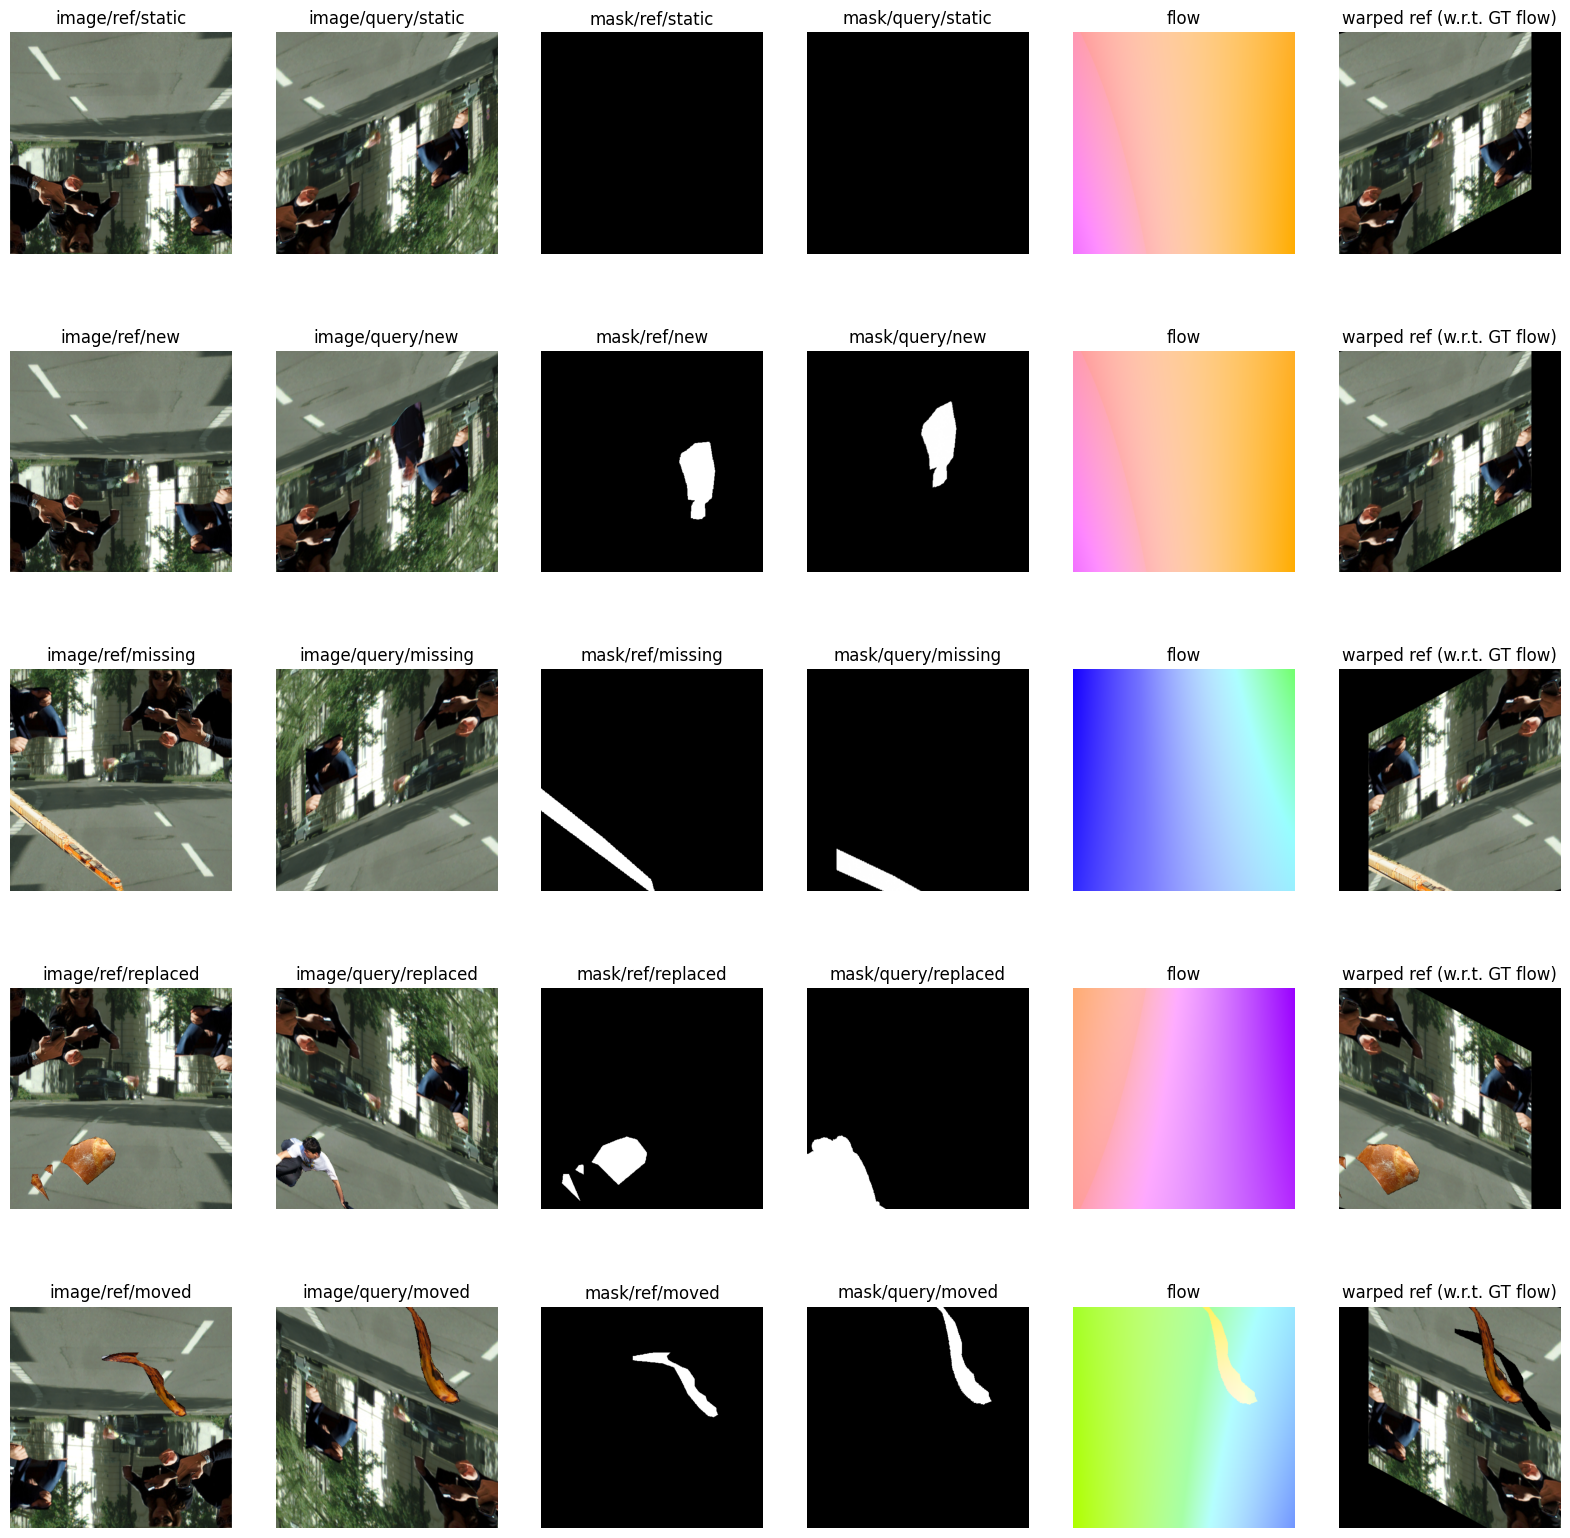 image/ref/static image/query/static mask/ref/static mask/query/static flow warped ref (w.r.t. GT flow)
image/ref/new image/query/new mask/ref/new mask/query/new flow warped ref (w.r.t. GT flow)
image/ref/missing image/query/missing mask/ref/missing mask/query/missing flow warped ref (w.r.t. GT flow)
image/ref/replaced image/query/replaced mask/ref/replaced mask/query/replaced flow warped ref (w.r.t. GT flow)
image/ref/moved image/query/moved mask/ref/moved mask/query/moved flow warped ref (w.r.t. GT flow)